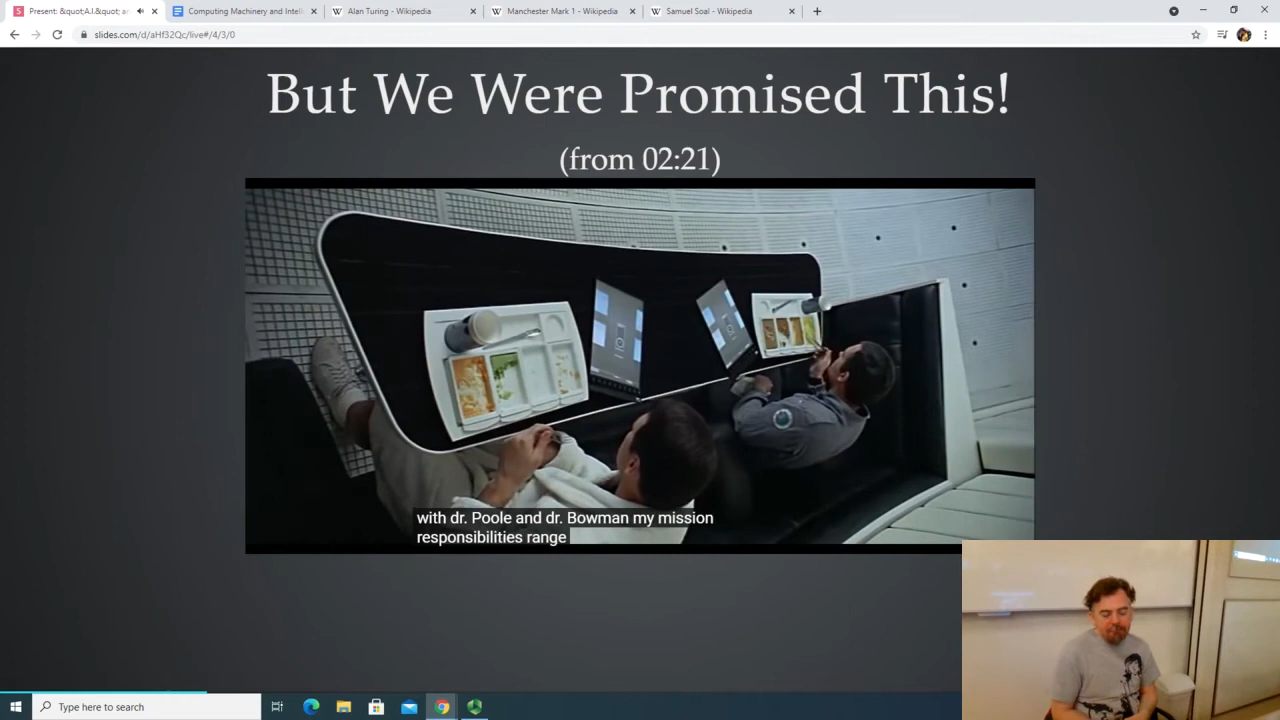 Present: &quot;A.I.&quot; a
Computing Machinery and Intelli
Alan Turing - Wikipedia
Manchester Mark 1 - Wikipedia
Samuel Soal - Wikipedia
slides.com/d/aHf32Qc/live#/4/3/0
But We Were Promised This!
(from 02:21)
with dr. Poole and dr. Bowman my mission
responsibilities range
Type here to search